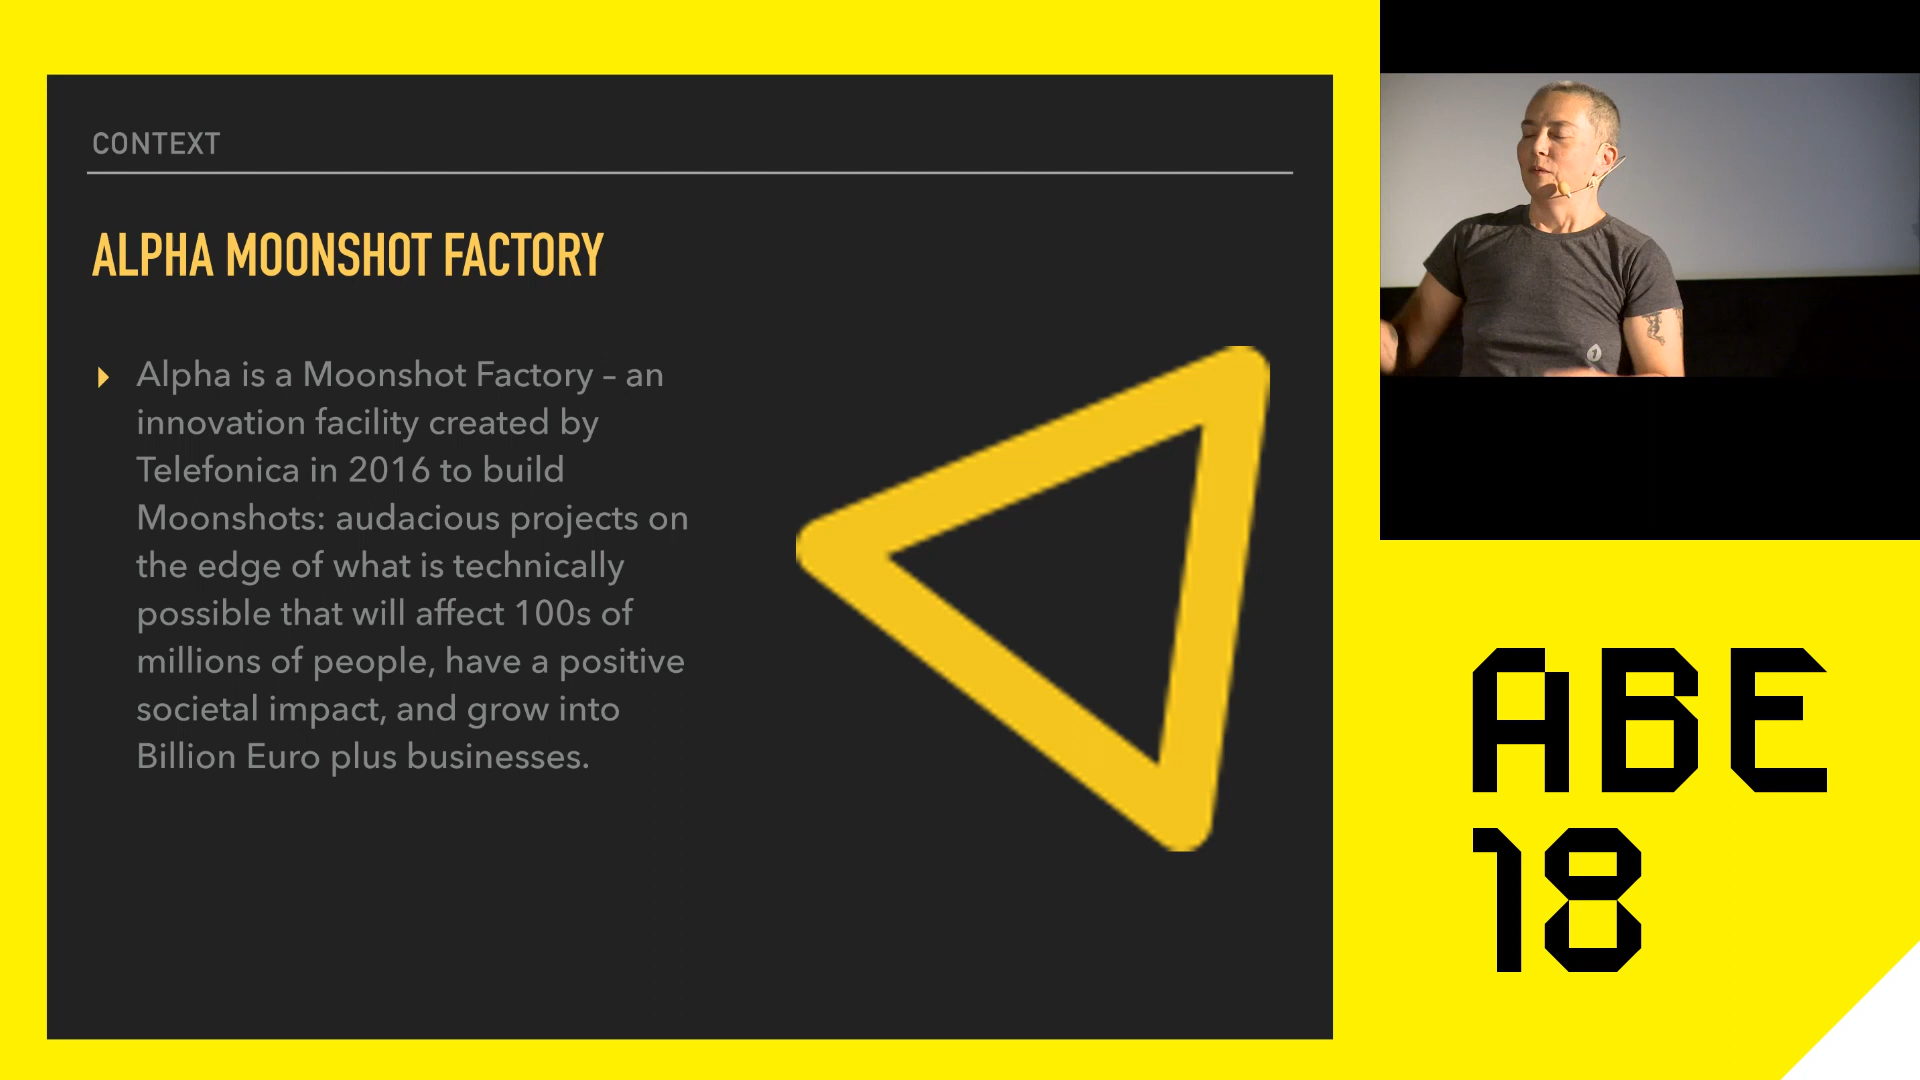 CONTEXT
ALPHA MOONSHOT FACTORY
Alpha is a Moonshot Factory – an
innovation facility created by
Telefonica in 2016 to build
Moonshots: audacious projects on
the edge of what is technically
possible that will affect 100s of
millions of people, have a positive
societal impact, and grow into
Billion Euro plus businesses.
ABE
18